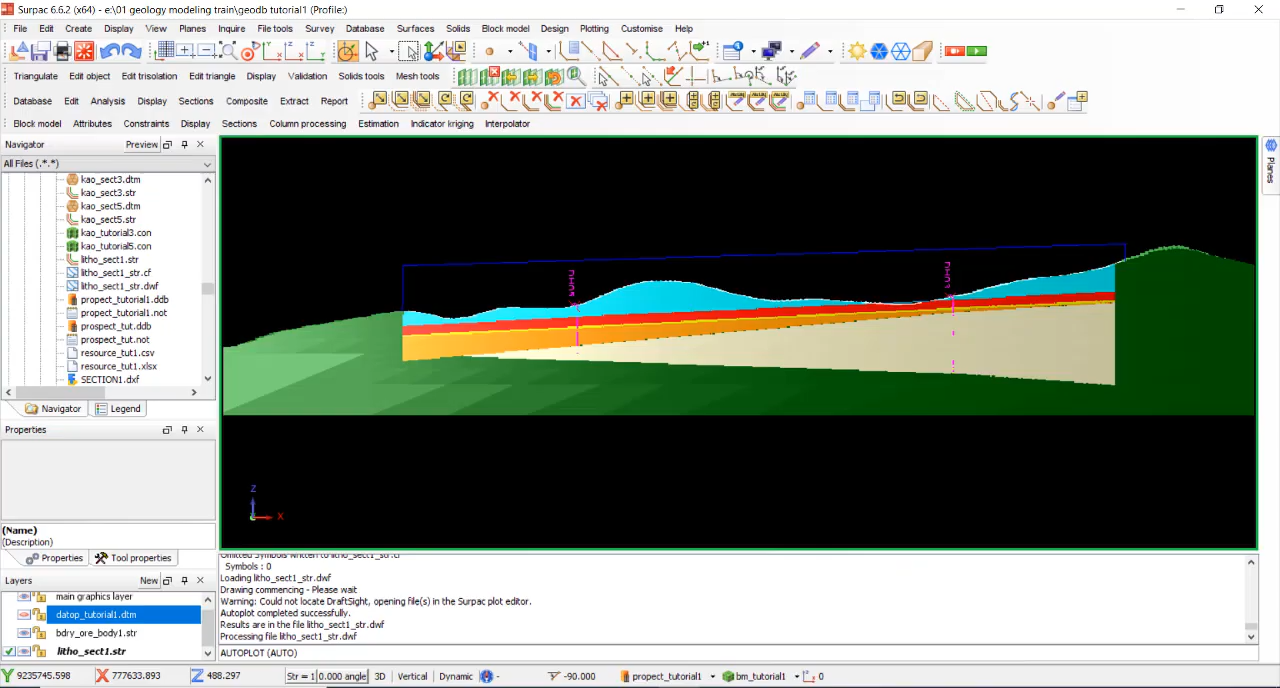 Surpac 6.6.2 (x64) - e:\01 geology modeling train\geodb tutorial1 (Profile:)
File Edit Create Display View Planes Inquire File tools Survey Database Surfaces Solids Block model Design Plotting Customise Help
Triangulate Edit object Edit trisolation Edit triangle Display Validation Solids tools Mesh tools
Database Edit Analysis Display Sections Composite Extract Report
Block model Attributes Constraints Display Sections Column processing Estimation Indicator kriging Interpolator
Navigator Preview
All Files (*.*)
kao_sect3.dtm
kao_sect3.str
kao_sect5.dtm
kao_sect5.str
kao_tutorial3.con
kao_tutorial5.con
litho_sect1.str
litho_sect1_str.cf
litho_sect1_str.dwf
propect_tutorial1.ddb
propect_tutorial1.not
prospect_tut.ddb
prospect_tut.not
resource_tut1.csv
resource_tut1.xlsx
SECTION1.dxf
Navigator Legend
Properties
(Name)
(Description)
Properties Tool properties
Layers New
main graphics layer
datop_tutorial1.dtm
bdry_ore_body1.str
litho_sect1.str
Planes
Z
X
Omitted Symbols written to litho_sect1_str.cf
Symbols : 0
Loading litho_sect1_str.dwf
Drawing commencing - Please wait
Warning: Could not locate DraftSight, opening file(s) in the Surpac plot editor.
Autoplot completed successfully.
Results are in the file litho_sect1_str.dwf
Processing file litho_sect1_str.dwf
AUTOPLOT (AUTO)
Y 9235745.598 X 777633.893 Z 488.297 Str = 1 0.000 angle 3D Vertical Dynamic - -90.000 propect_tutorial1 bm_tutorial1 0